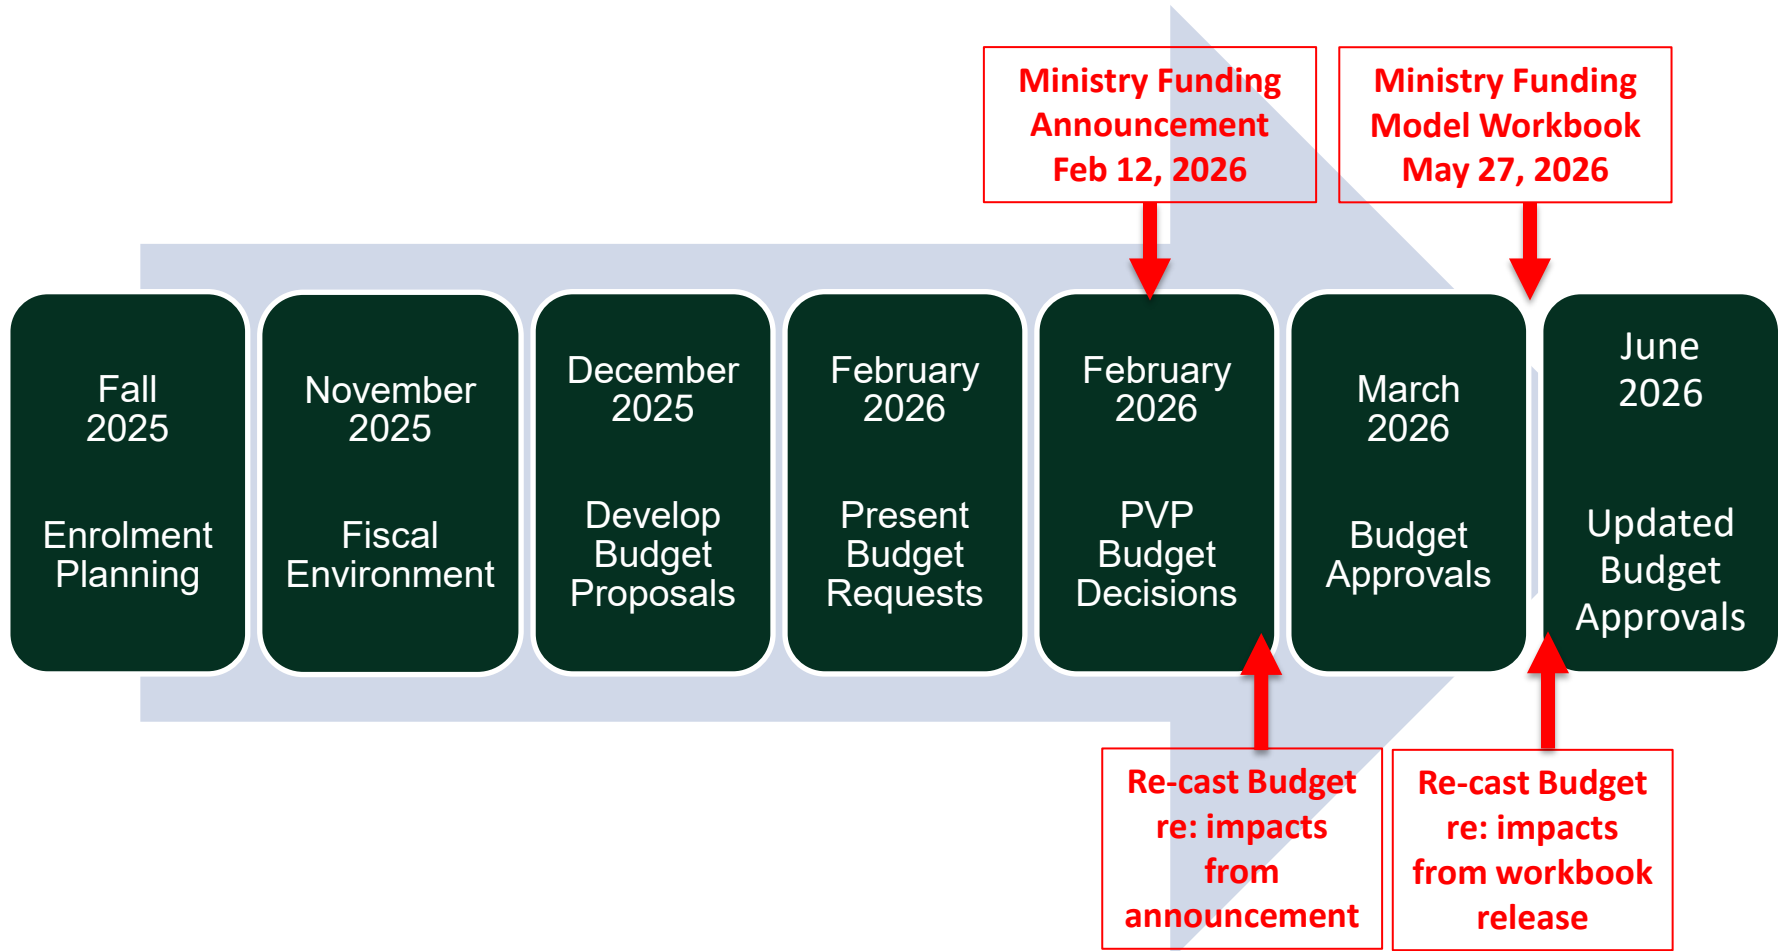 Ministry Funding
Announcement
Feb 12, 2026
Ministry Funding
Model Workbook
May 27, 2026
Fall
2025
Enrolment
Planning
November
2025
Fiscal
Environment
December
2025
Develop
Budget
Proposals
February
2026
Present
Budget
Requests
February
2026
PVP
Budget
Decisions
March
2026
Budget
Approvals
June
2026
Updated
Budget
Approvals
Re-cast Budget
re: impacts
from
announcement
Re-cast Budget
re: impacts
from workbook
release